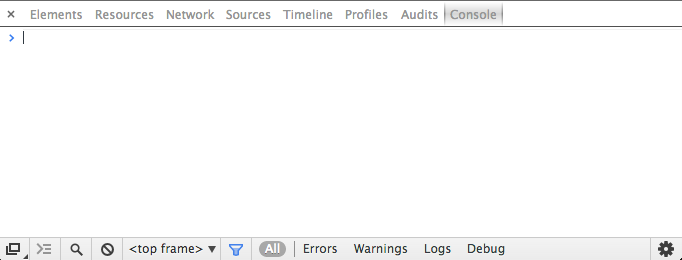 × Elements Resources Network Sources Timeline Profiles Audits Console
>
<top frame> ▼ All Errors Warnings Logs Debug